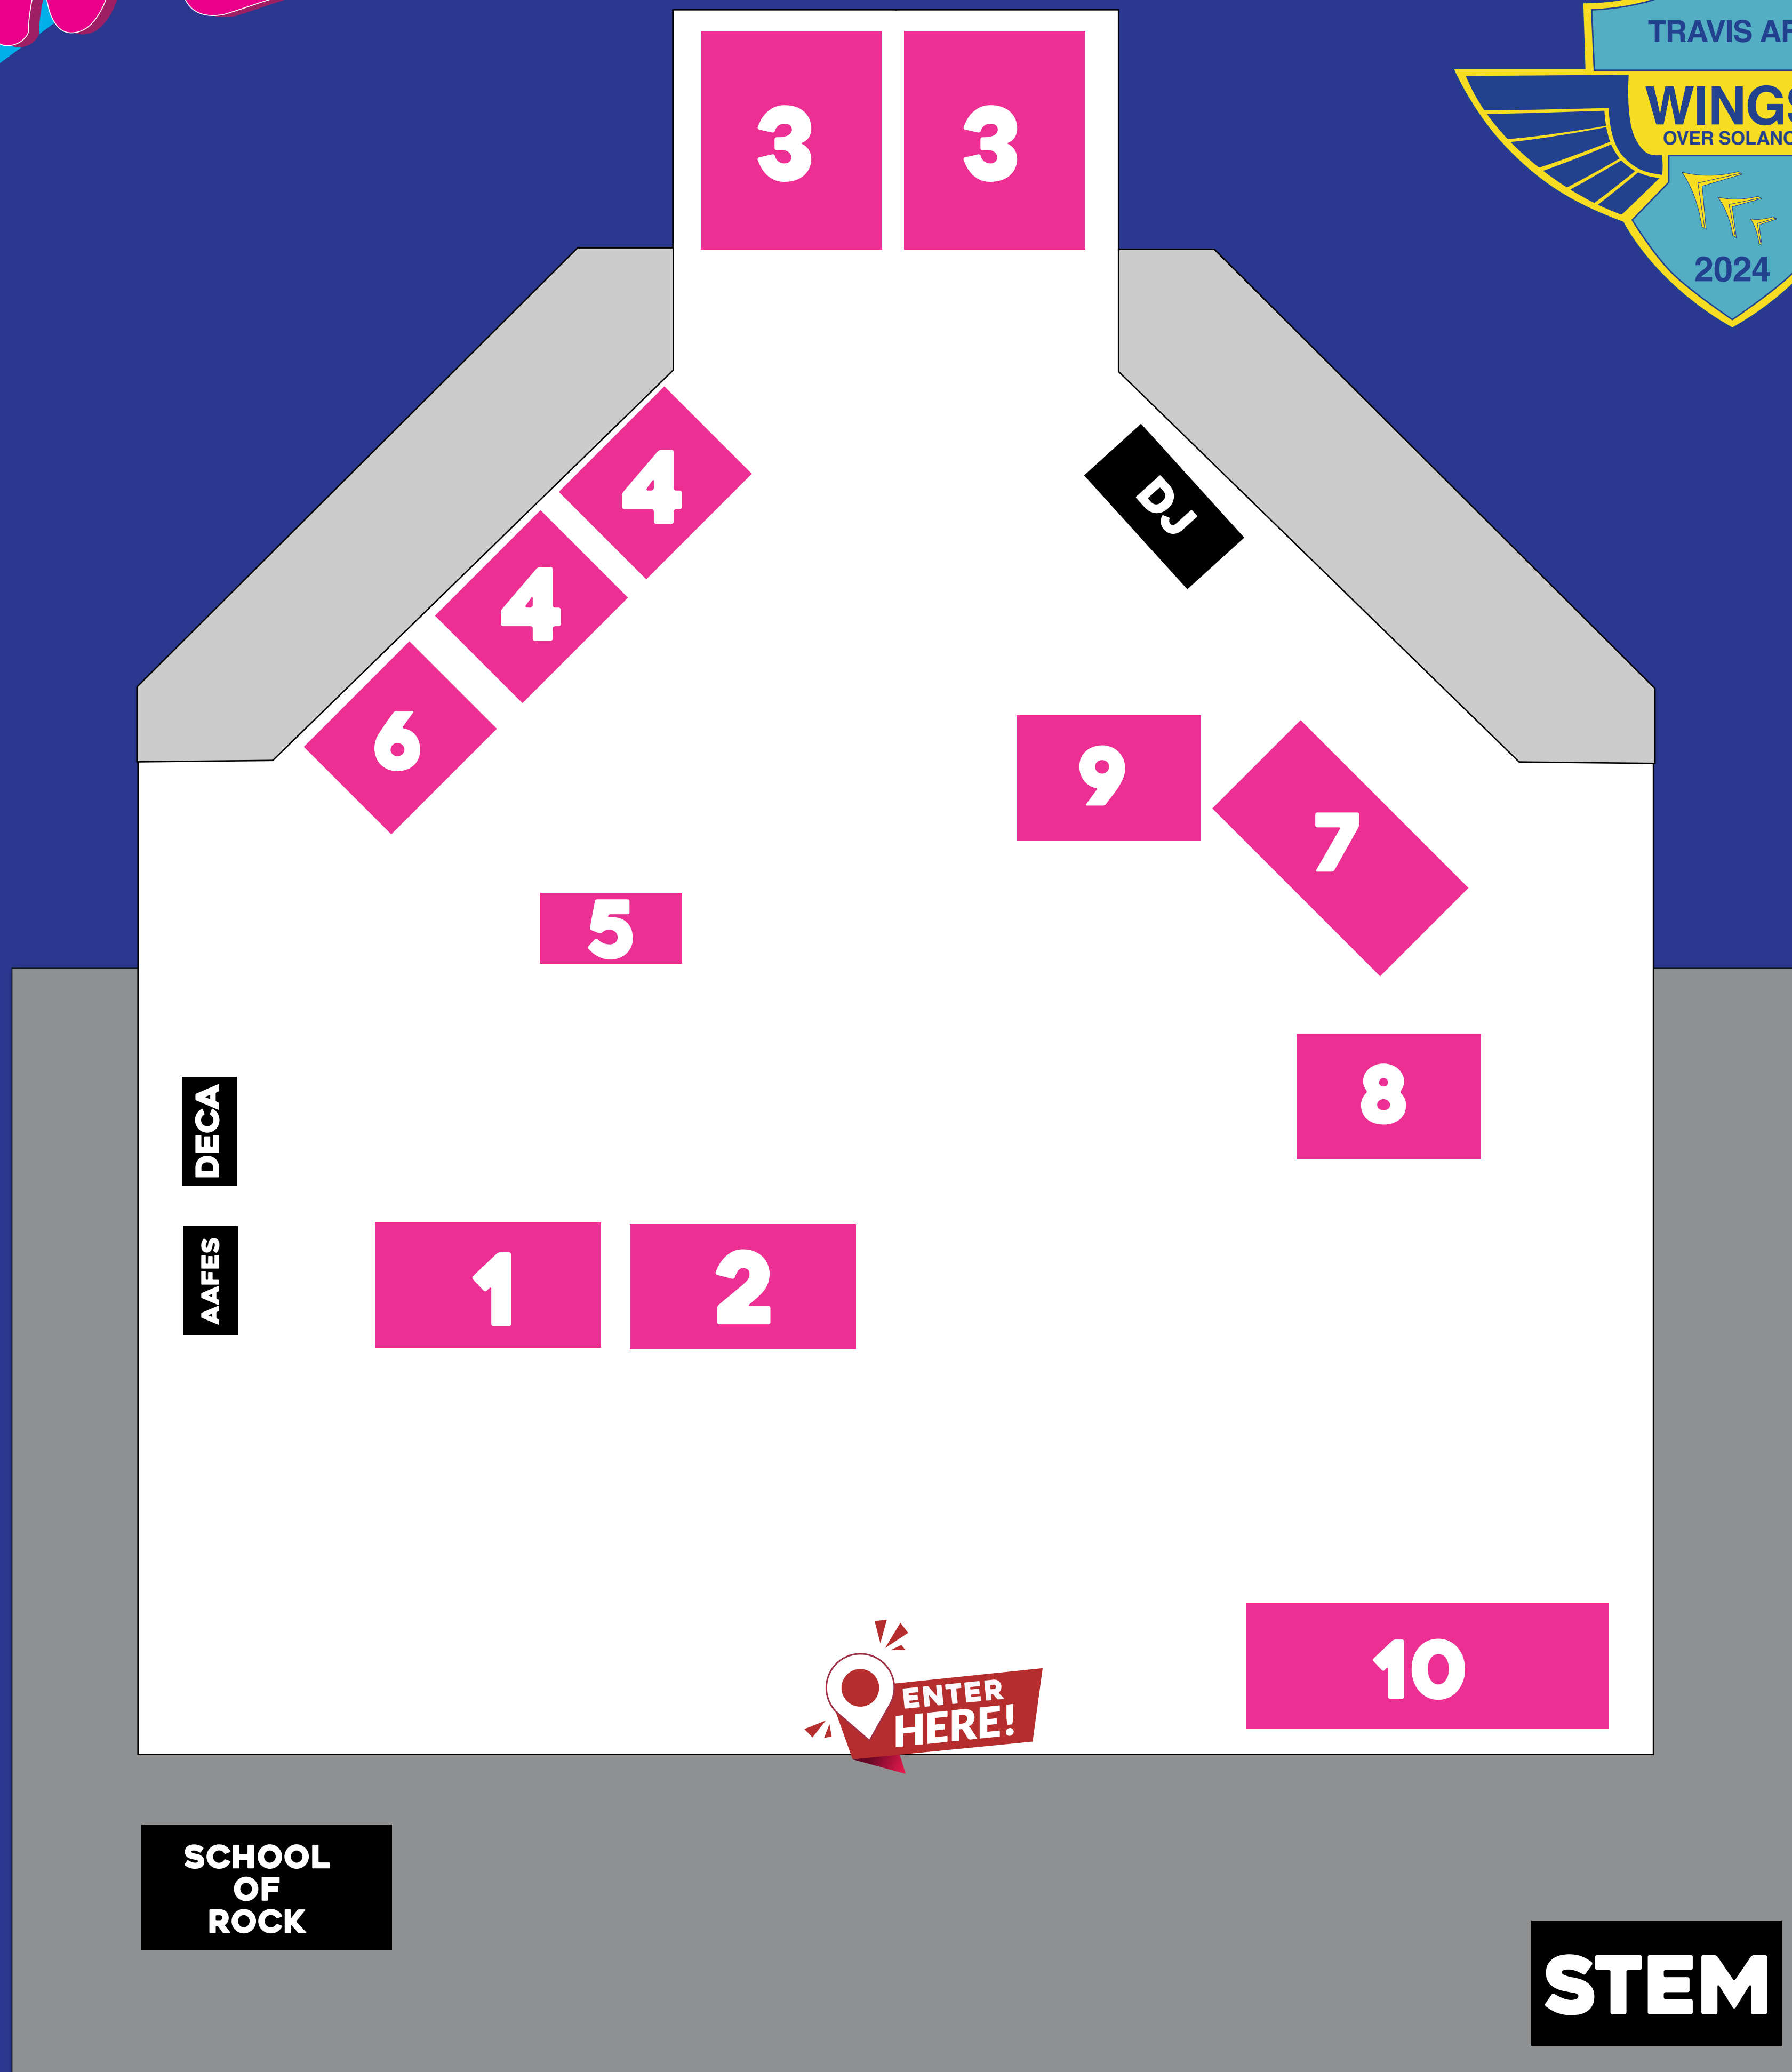 TRAVIS AF
WINGS
OVER SOLANO
2024
3
3
4
DJ
4
6
9
7
5
8
DECA
AAFES
1
2
10
ENTER
HERE!
SCHOOL
OF
ROCK
STEM